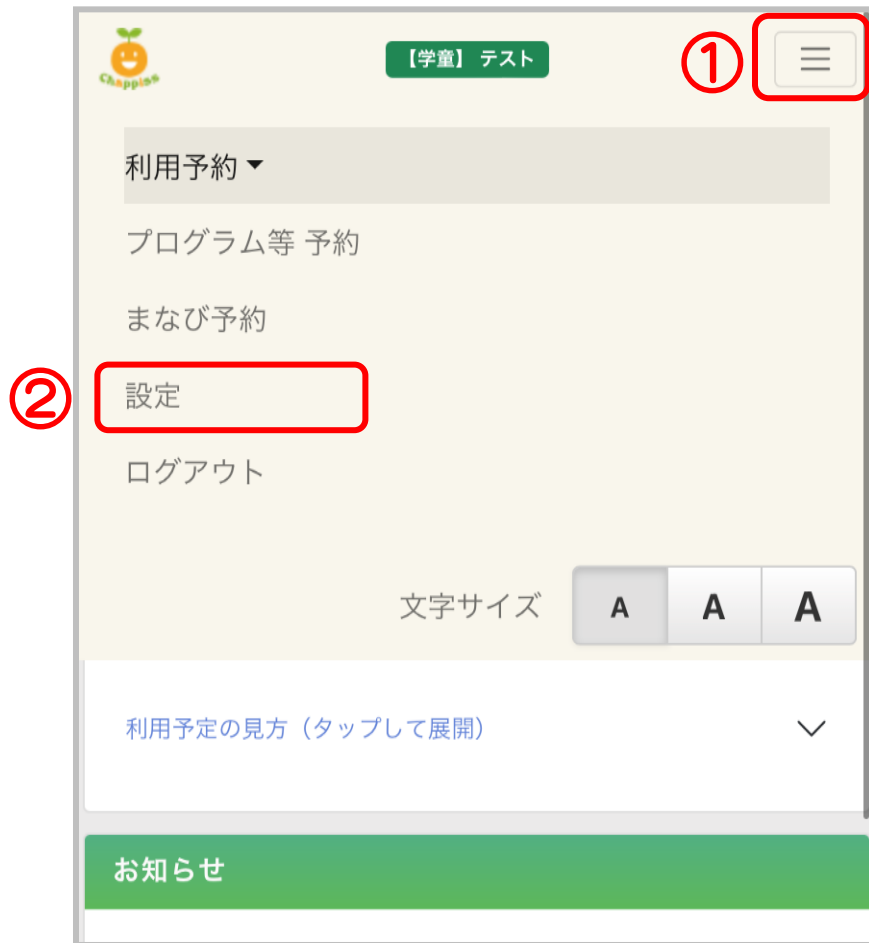 Chappiss
【学童】 テスト
①
利用予約
プログラム等 予約
まなび予約
②
設定
ログアウト
文字サイズ A A A
利用予定の見方（タップして展開）
お知らせ